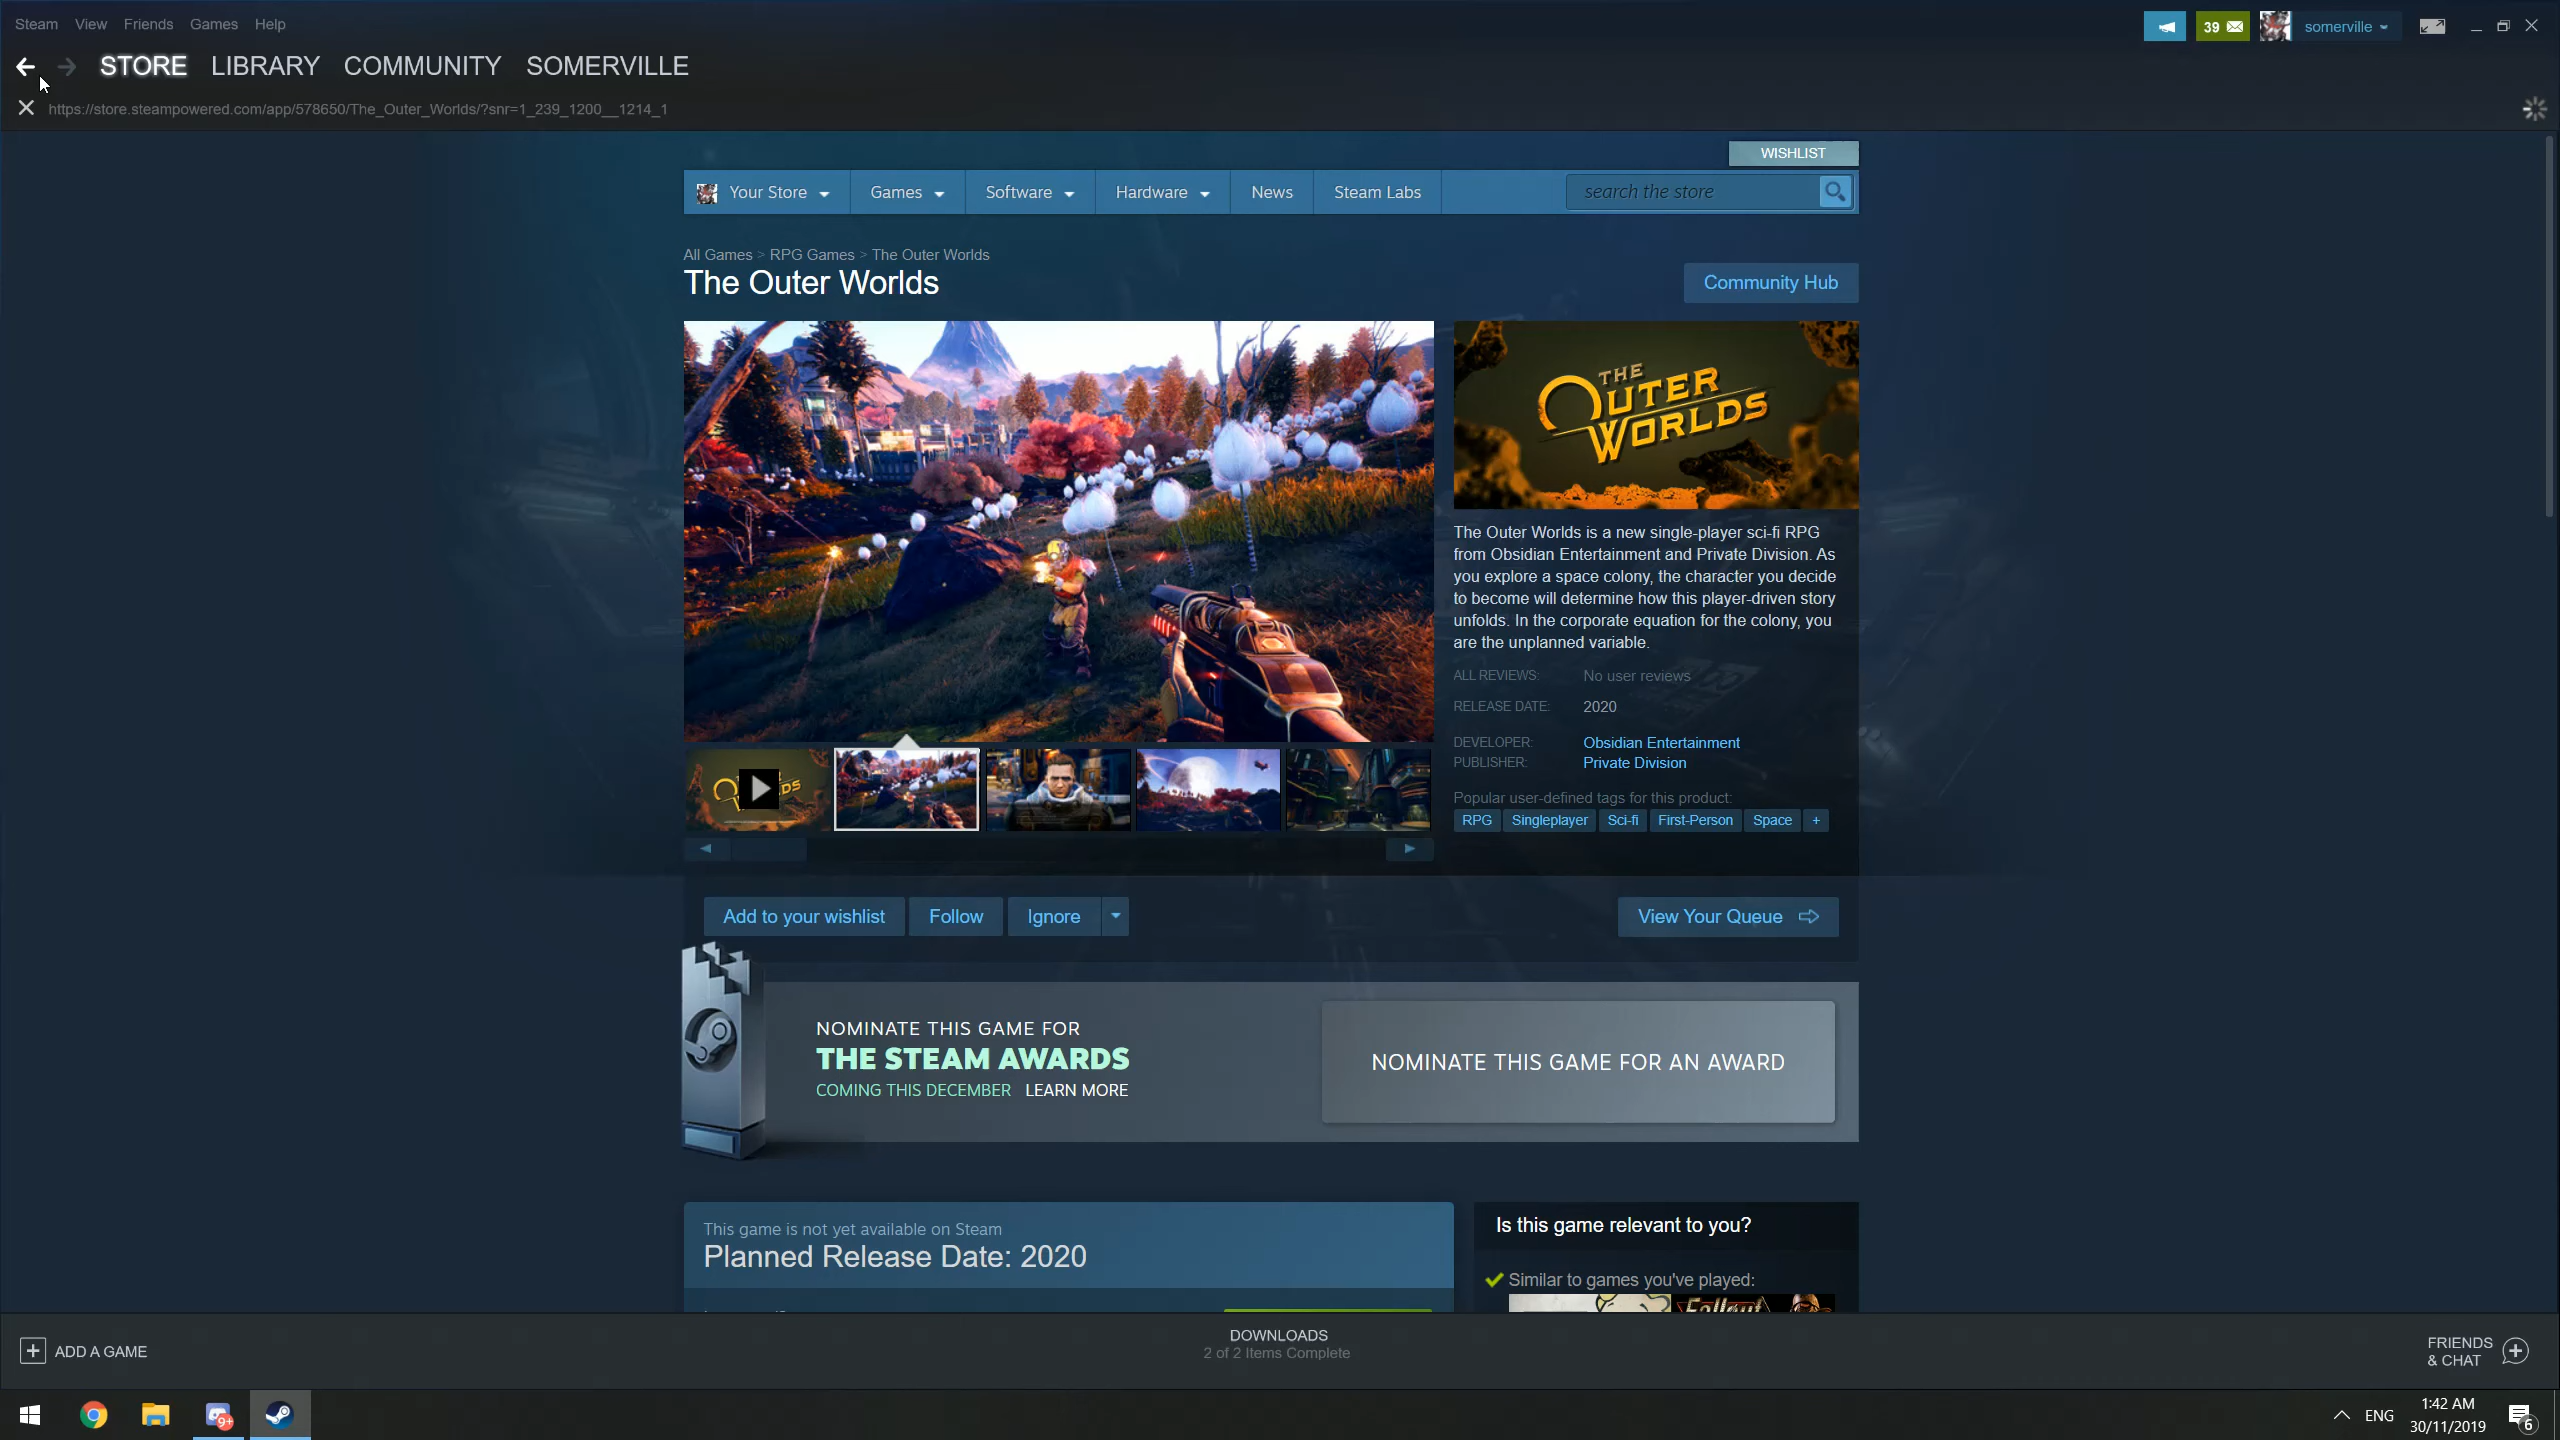 Steam View Friends Games Help
39 somerville
STORE LIBRARY COMMUNITY SOMERVILLE
https://store.steampowered.com/app/578650/The_Outer_Worlds/?snr=1_239_1200__1214_1
WISHLIST
Your Store Games Software Hardware News Steam Labs search the store
All Games > RPG Games > The Outer Worlds
The Outer Worlds
Community Hub
THE
OUTER
WORLDS
The Outer Worlds is a new single-player sci-fi RPG
from Obsidian Entertainment and Private Division. As
you explore a space colony, the character you decide
to become will determine how this player-driven story
unfolds. In the corporate equation for the colony, you
are the unplanned variable.
ALL REVIEWS: No user reviews
RELEASE DATE: 2020
DEVELOPER: Obsidian Entertainment
PUBLISHER: Private Division
Popular user-defined tags for this product:
RPG Singleplayer Sci-fi First-Person Space +
Add to your wishlist Follow Ignore View Your Queue
NOMINATE THIS GAME FOR
THE STEAM AWARDS
COMING THIS DECEMBER LEARN MORE
NOMINATE THIS GAME FOR AN AWARD
This game is not yet available on Steam
Planned Release Date: 2020
Is this game relevant to you?
Similar to games you've played:
Fallout
ADD A GAME
DOWNLOADS
2 of 2 Items Complete
FRIENDS
& CHAT
9+
ENG
1:42 AM
30/11/2019
6